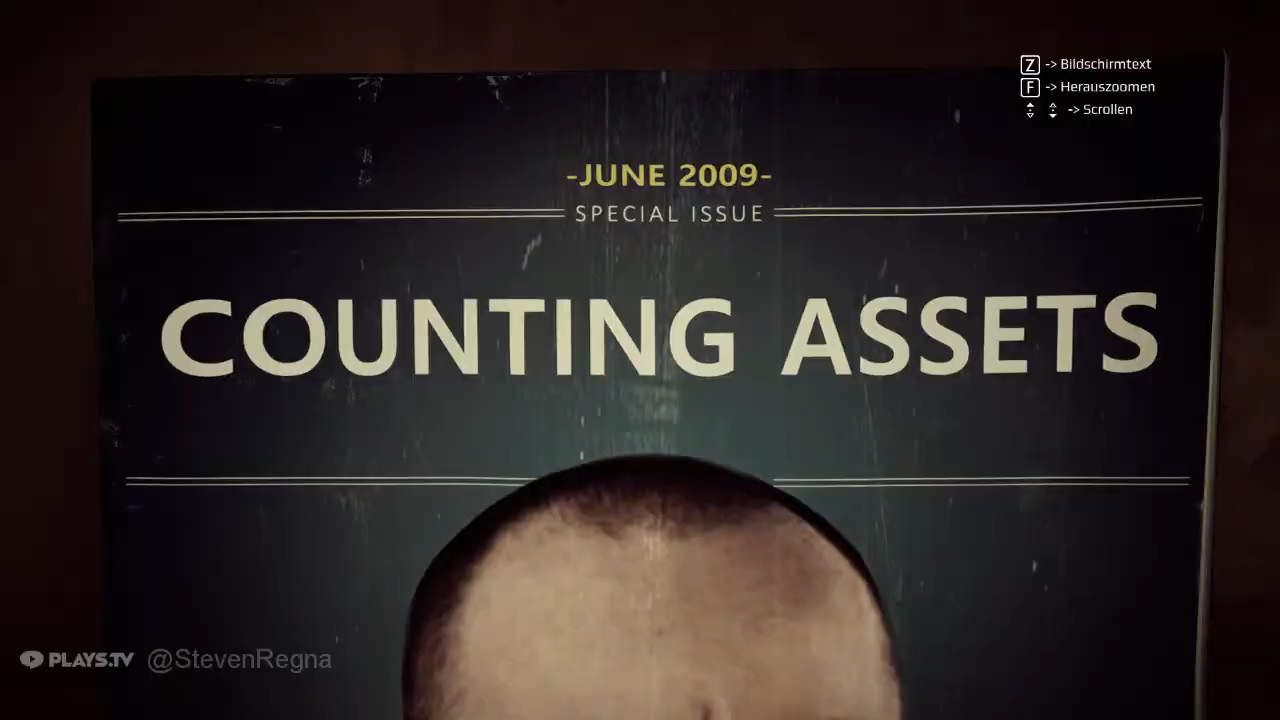 Z -> Bildschirmtext
F -> Herauszoomen
-> Scrollen
-JUNE 2009-
SPECIAL ISSUE
COUNTING ASSETS
PLAYS.TV @StevenRegna